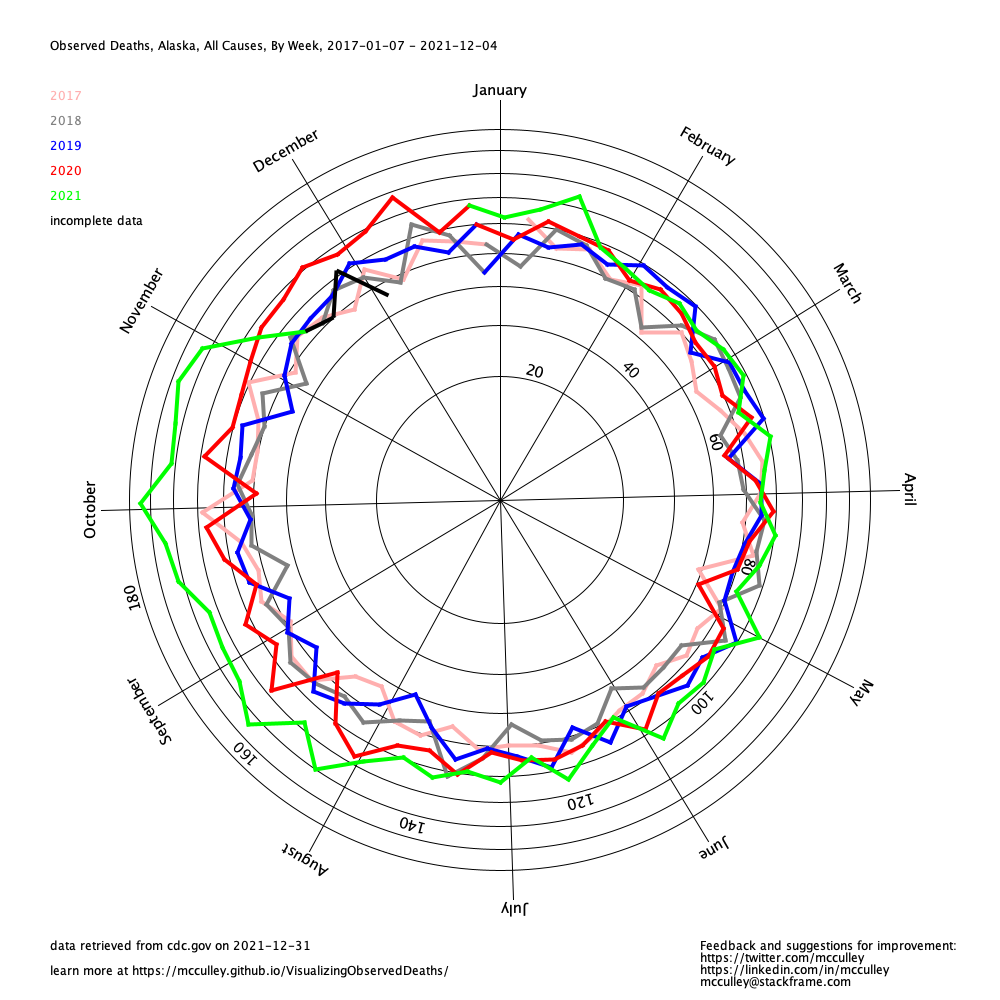 Observed Deaths, Alaska, All Causes, By Week, 2017-01-07 - 2021-12-04
2017
2018
2019
2020
2021
incomplete data
January
February
March
April
May
June
July
August
September
October
November
December
20
40
60
80
100
120
140
160
180
data retrieved from cdc.gov on 2021-12-31
learn more at https://mcculley.github.io/VisualizingObservedDeaths/
Feedback and suggestions for improvement:
https://twitter.com/mcculley
https://linkedin.com/in/mcculley
mcculley@stackframe.com